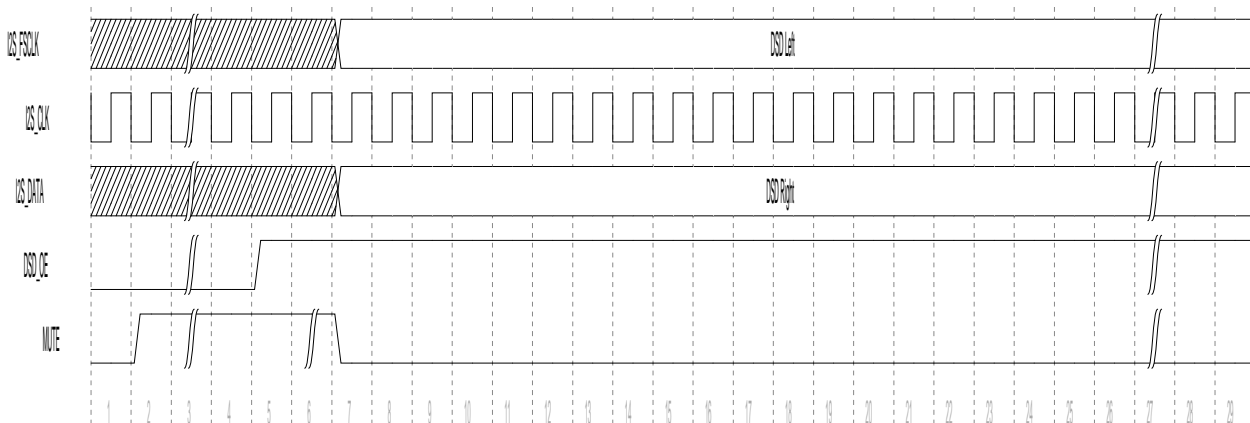 I2S_FSCLK
DSD Left
I2S_CLK
I2S_DATA
DSD Right
DSD_OE
MUTE
1 2 3 4 5 6 7 8 9 10 11 12 13 14 15 16 17 18 19 20 21 22 23 24 25 26 27 28 29